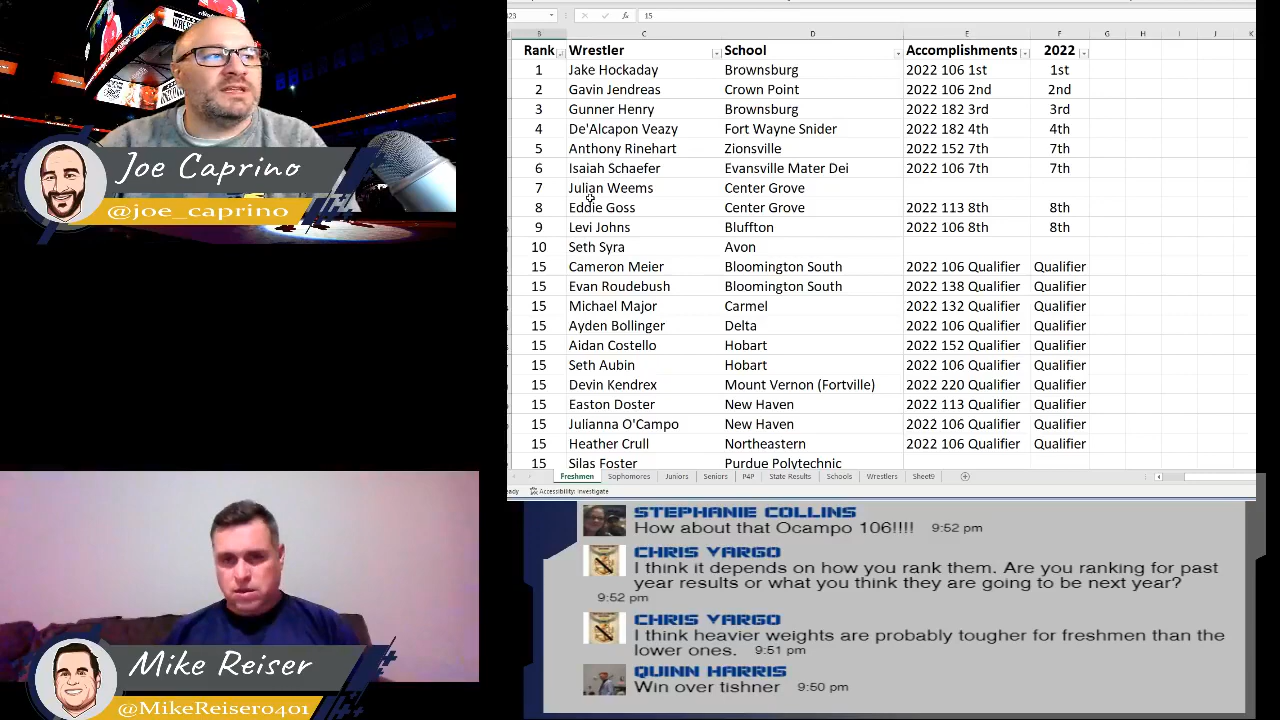 Joe Caprino
@joe_caprino
Mike Reiser
@MikeReiser0401
15
Rank Wrestler School Accomplishments 2022
1 Jake Hockaday Brownsburg 2022 106 1st 1st
2 Gavin Jendreas Crown Point 2022 106 2nd 2nd
3 Gunner Henry Brownsburg 2022 182 3rd 3rd
4 De'Alcapon Veazy Fort Wayne Snider 2022 182 4th 4th
5 Anthony Rinehart Zionsville 2022 152 7th 7th
6 Isaiah Schaefer Evansville Mater Dei 2022 106 7th 7th
7 Julian Weems Center Grove
8 Eddie Goss Center Grove 2022 113 8th 8th
9 Levi Johns Bluffton 2022 106 8th 8th
10 Seth Syra Avon
15 Cameron Meier Bloomington South 2022 106 Qualifier Qualifier
15 Evan Roudebush Bloomington South 2022 138 Qualifier Qualifier
15 Michael Major Carmel 2022 132 Qualifier Qualifier
15 Ayden Bollinger Delta 2022 106 Qualifier Qualifier
15 Aidan Costello Hobart 2022 152 Qualifier Qualifier
15 Seth Aubin Hobart 2022 106 Qualifier Qualifier
15 Devin Kendrex Mount Vernon (Fortville) 2022 220 Qualifier Qualifier
15 Easton Doster New Haven 2022 113 Qualifier Qualifier
15 Julianna O'Campo New Haven 2022 106 Qualifier Qualifier
15 Heather Crull Northeastern 2022 106 Qualifier Qualifier
15 Silas Foster Purdue Polytechnic
Freshmen Sophomores Juniors Seniors P4P State Results Schools Wrestlers Sheet9
Accessibility: Investigate
STEPHANIE COLLINS
How about that Ocampo 106!!!! 9:52 pm
CHRIS VARGO
I think it depends on how you rank them. Are you ranking for past
year results or what you think they are going to be next year?
9:52 pm
CHRIS VARGO
I think heavier weights are probably tougher for freshmen than the
lower ones. 9:51 pm
QUINN HARRIS
Win over tishner 9:50 pm